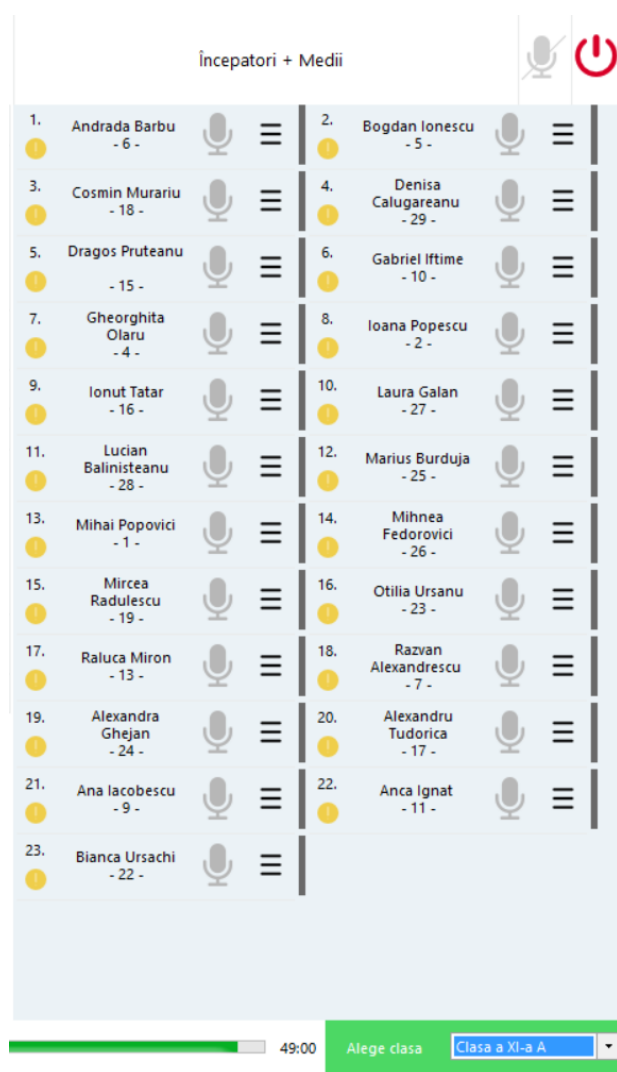 Începatori + Medii
1. Andrada Barbu
- 6 -
2. Bogdan Ionescu
- 5 -
3. Cosmin Murariu
- 18 -
4. Denisa
Calugareanu
- 29 -
5. Dragos Pruteanu
- 15 -
6. Gabriel Iftime
- 10 -
7. Gheorghita
Olaru
- 4 -
8. Ioana Popescu
- 2 -
9. Ionut Tatar
- 16 -
10. Laura Galan
- 27 -
11. Lucian
Balinisteanu
- 28 -
12. Marius Burduja
- 25 -
13. Mihai Popovici
- 1 -
14. Mihnea
Fedorovici
- 26 -
15. Mircea
Radulescu
- 19 -
16. Otilia Ursanu
- 23 -
17. Raluca Miron
- 13 -
18. Razvan
Alexandrescu
- 7 -
19. Alexandra
Ghejan
- 24 -
20. Alexandru
Tudorica
- 17 -
21. Ana Iacobescu
- 9 -
22. Anca Ignat
- 11 -
23. Bianca Ursachi
- 22 -
49:00 Alege clasa Clasa a XI-a A